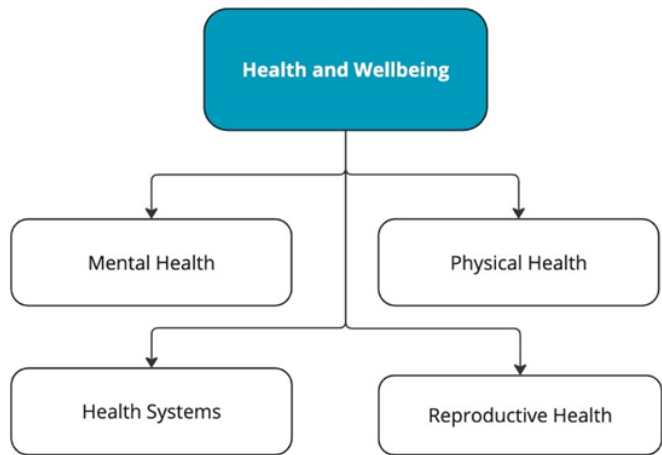 Health and Wellbeing
Mental Health
Physical Health
Health Systems
Reproductive Health